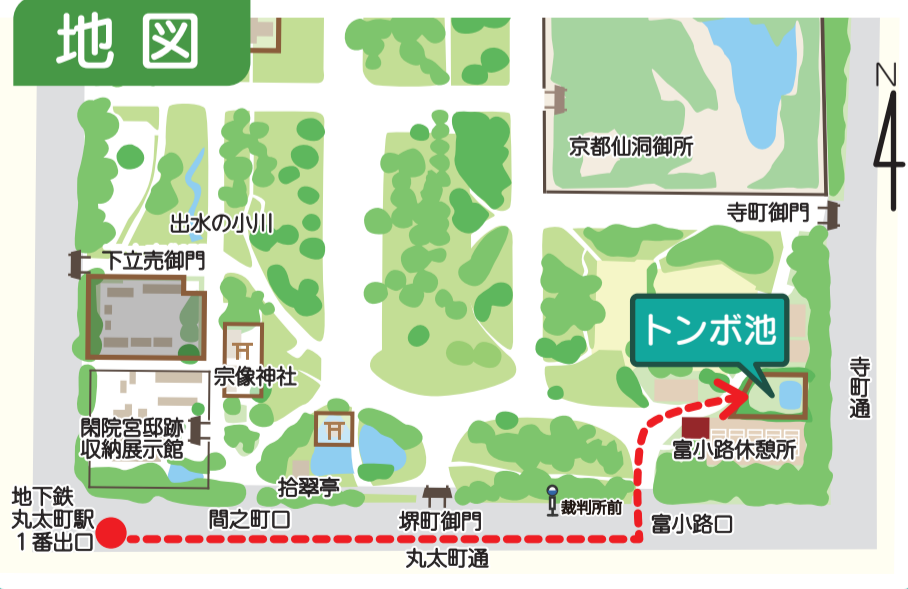 地図
N
京都仙洞御所
寺町御門
出水の小川
下立売御門
トンボ池
宗像神社
寺町通
閑院宮邸跡
収納展示館
富小路休憩所
拾翠亭
地下鉄
丸太町駅
1番出口
間之町口
堺町御門
裁判所前
富小路口
丸太町通